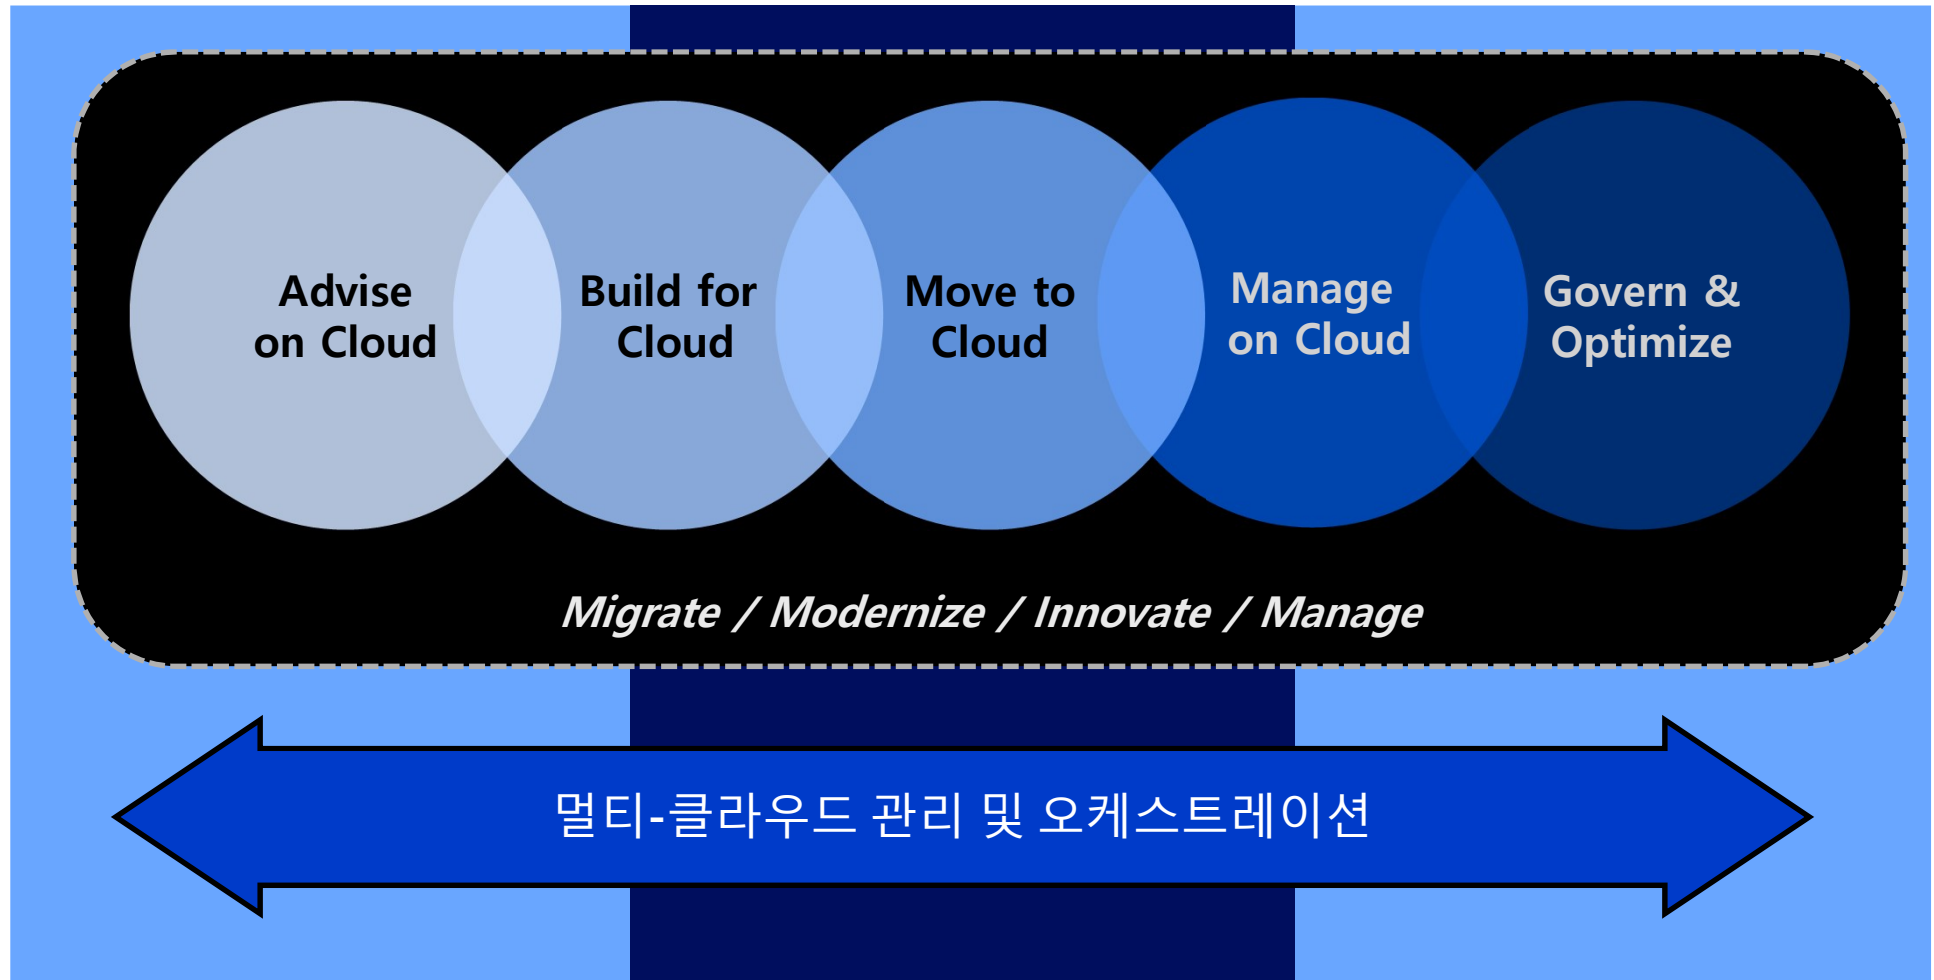 Advise
on Cloud
Build for
Cloud
Move to
Cloud
Manage
on Cloud
Govern &
Optimize
Migrate / Modernize / Innovate / Manage
멀티-클라우드 관리 및 오케스트레이션